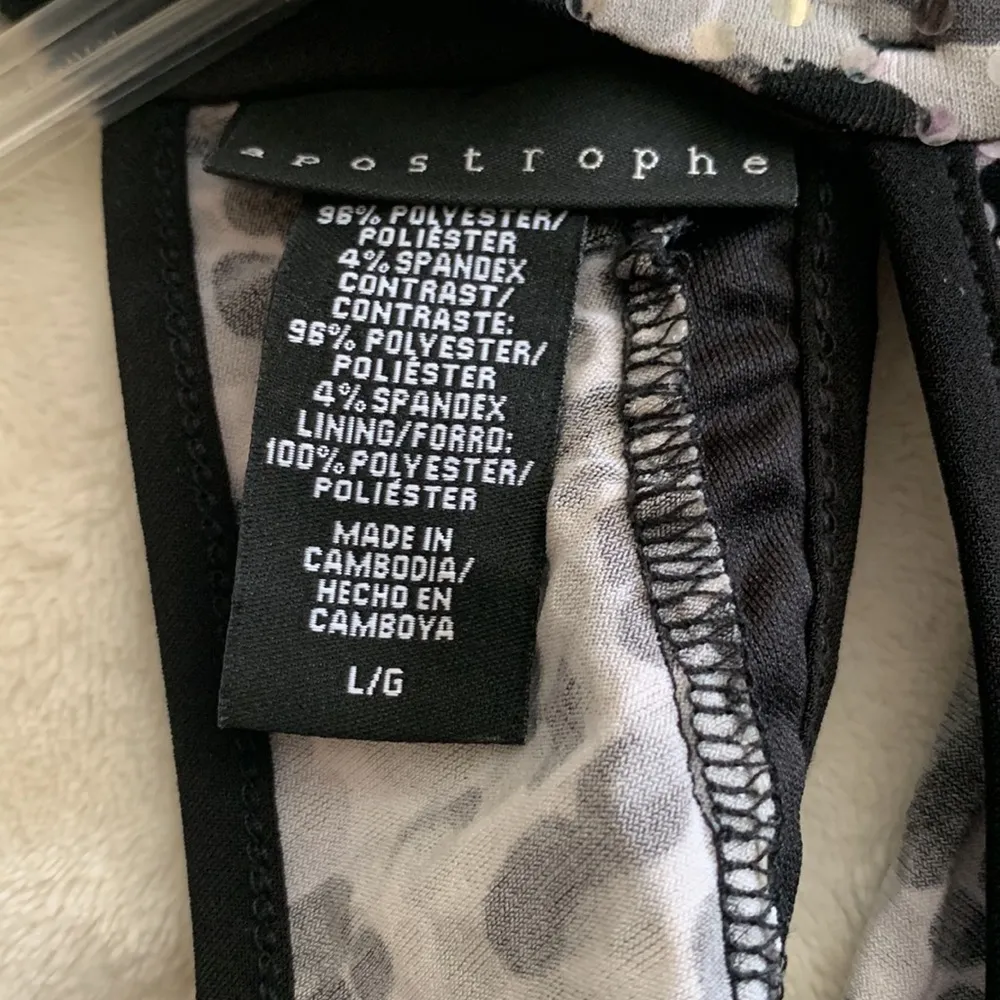 apostrophe
96% POLYESTER/
POLIÉSTER
4% SPANDEX
CONTRAST/
CONTRASTE:
96% POLYESTER/
POLIÉSTER
4% SPANDEX
LINING/FORRO:
100% POLYESTER/
POLIÉSTER
MADE IN
CAMBODIA/
HECHO EN
CAMBOYA
L/G